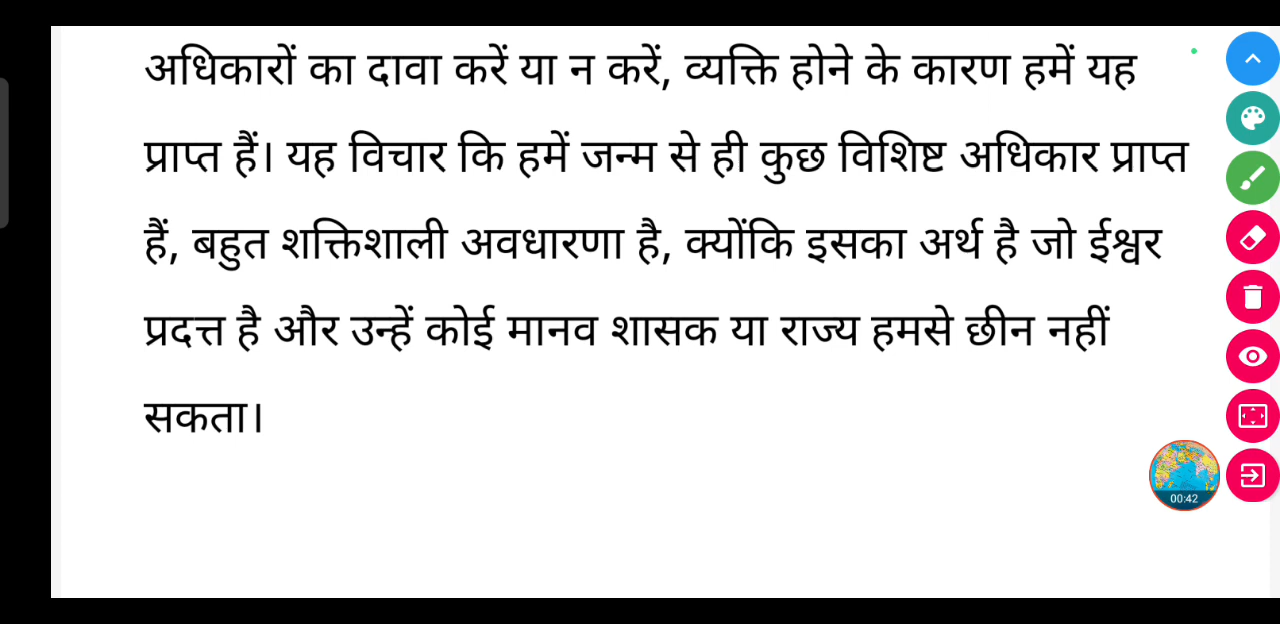 अधिकारों का दावा करें या न करें, व्यक्ति होने के कारण हमें यह
प्राप्त हैं। यह विचार कि हमें जन्म से ही कुछ विशिष्ट अधिकार प्राप्त
हैं, बहुत शक्तिशाली अवधारणा है, क्योंकि इसका अर्थ है जो ईश्वर
प्रदत्त है और उन्हें कोई मानव शासक या राज्य हमसे छीन नहीं
सकता।
00:42